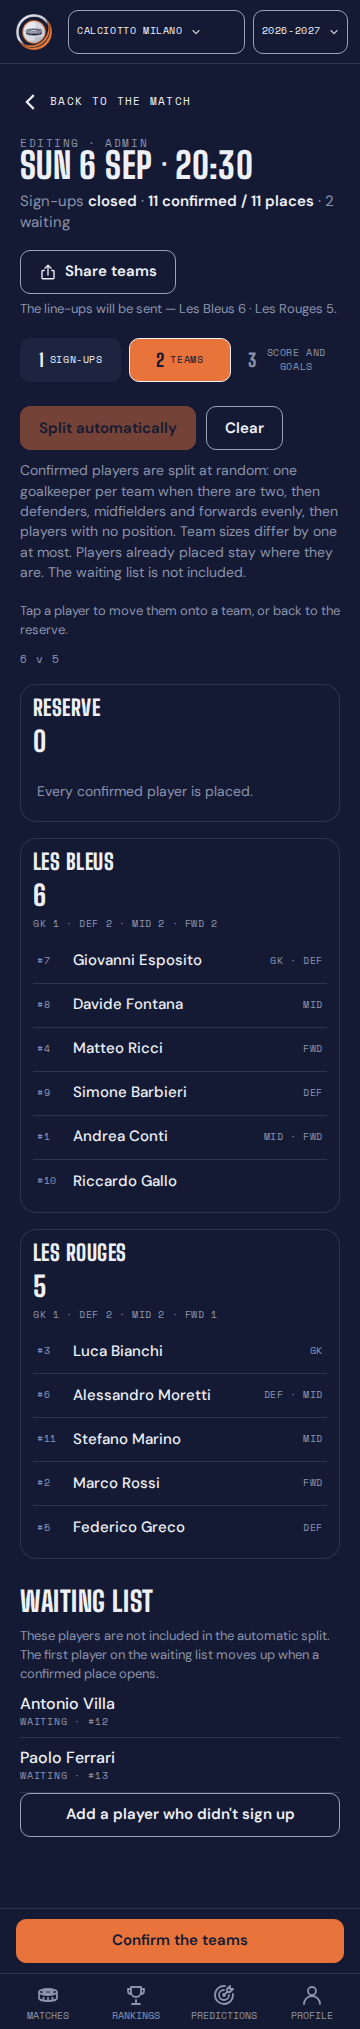 CALCIOTTO MILANO
2026-2027
BACK TO THE MATCH
EDITING · ADMIN
SUN 6 SEP · 20:30
Sign-ups closed · 11 confirmed / 11 places · 2
waiting
Share teams
The line-ups will be sent — Les Bleus 6 · Les Rouges 5.
1 SIGN-UPS
2 TEAMS
3 SCORE AND
GOALS
Split automatically
Clear
Confirmed players are split at random: one
goalkeeper per team when there are two, then
defenders, midfielders and forwards evenly, then
players with no position. Team sizes differ by one
at most. Players already placed stay where they
are. The waiting list is not included.
Tap a player to move them onto a team, or back to the
reserve.
6 v 5
RESERVE
0
Every confirmed player is placed.
LES BLEUS
6
GK 1 · DEF 2 · MID 2 · FWD 2
#7 Giovanni Esposito GK · DEF
#8 Davide Fontana MID
#4 Matteo Ricci FWD
#9 Simone Barbieri DEF
#1 Andrea Conti MID · FWD
#10 Riccardo Gallo
LES ROUGES
5
GK 1 · DEF 2 · MID 2 · FWD 1
#3 Luca Bianchi GK
#6 Alessandro Moretti DEF · MID
#11 Stefano Marino MID
#2 Marco Rossi FWD
#5 Federico Greco DEF
WAITING LIST
These players are not included in the automatic split.
The first player on the waiting list moves up when a
confirmed place opens.
Antonio Villa
WAITING · #12
Paolo Ferrari
WAITING · #13
Add a player who didn't sign up
Confirm the teams
MATCHES
RANKINGS
PREDICTIONS
PROFILE